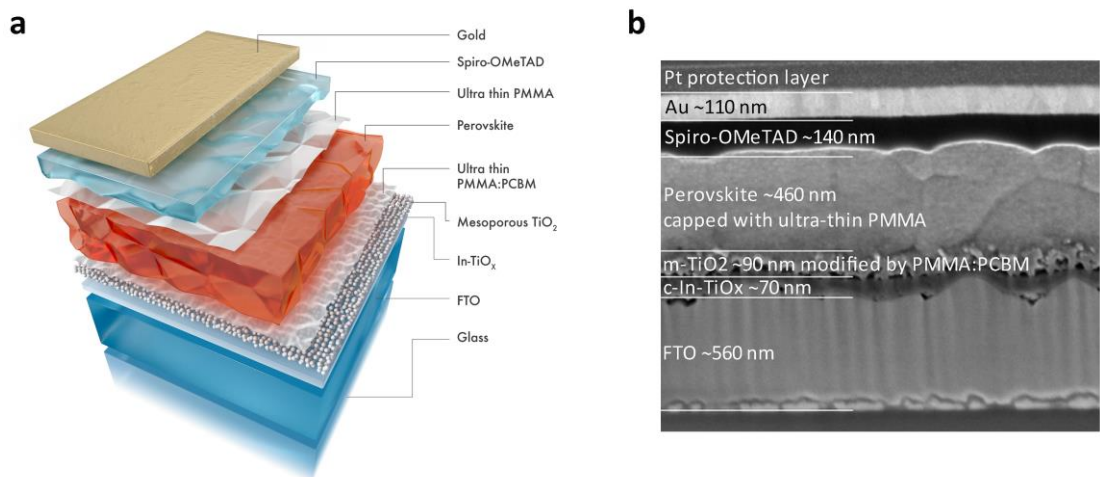 a
Gold
Spiro-OMeTAD
Ultra thin PMMA
Perovskite
Ultra thin
PMMA:PCBM
Mesoporous TiO₂
In-TiOₓ
FTO
Glass
b
Pt protection layer
Au ~110 nm
Spiro-OMeTAD ~140 nm
Perovskite ~460 nm
capped with ultra-thin PMMA
m-TiO2 ~90 nm modified by PMMA:PCBM
c-In-TiOx ~70 nm
FTO ~560 nm